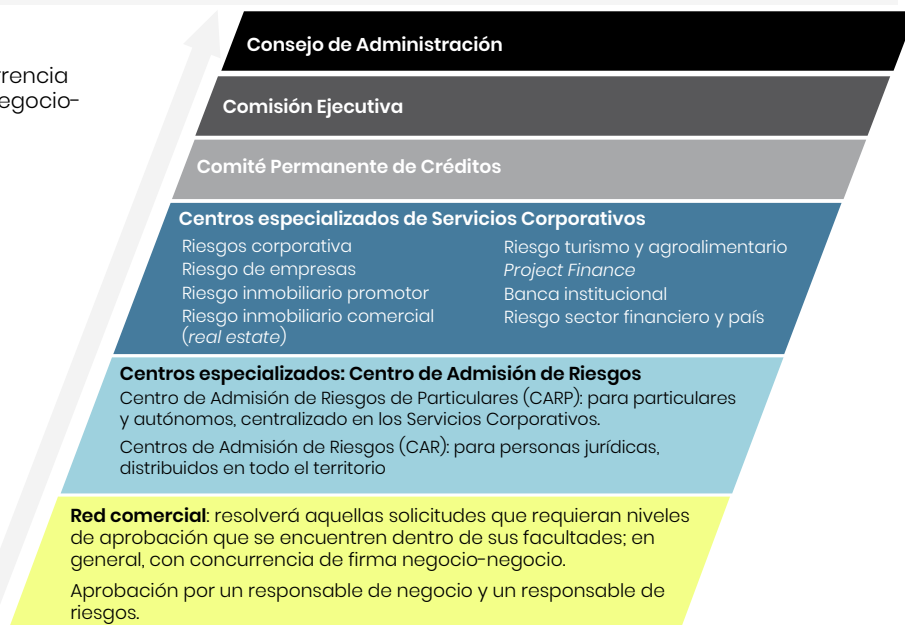 Consejo de Administración
Comisión Ejecutiva
Comité Permanente de Créditos
Centros especializados de Servicios Corporativos
Riesgos corporativa
Riesgo de empresas
Riesgo inmobiliario promotor
Riesgo inmobiliario comercial
(real estate)
Riesgo turismo y agroalimentario
Project Finance
Banca institucional
Riesgo sector financiero y país
Centros especializados: Centro de Admisión de Riesgos
Centro de Admisión de Riesgos de Particulares (CARP): para particulares
y autónomos, centralizado en los Servicios Corporativos.
Centros de Admisión de Riesgos (CAR): para personas jurídicas,
distribuidos en todo el territorio
Red comercial: resolverá aquellas solicitudes que requieran niveles
de aprobación que se encuentren dentro de sus facultades; en
general, con concurrencia de firma negocio-negocio.
Aprobación por un responsable de negocio y un responsable de
riesgos.